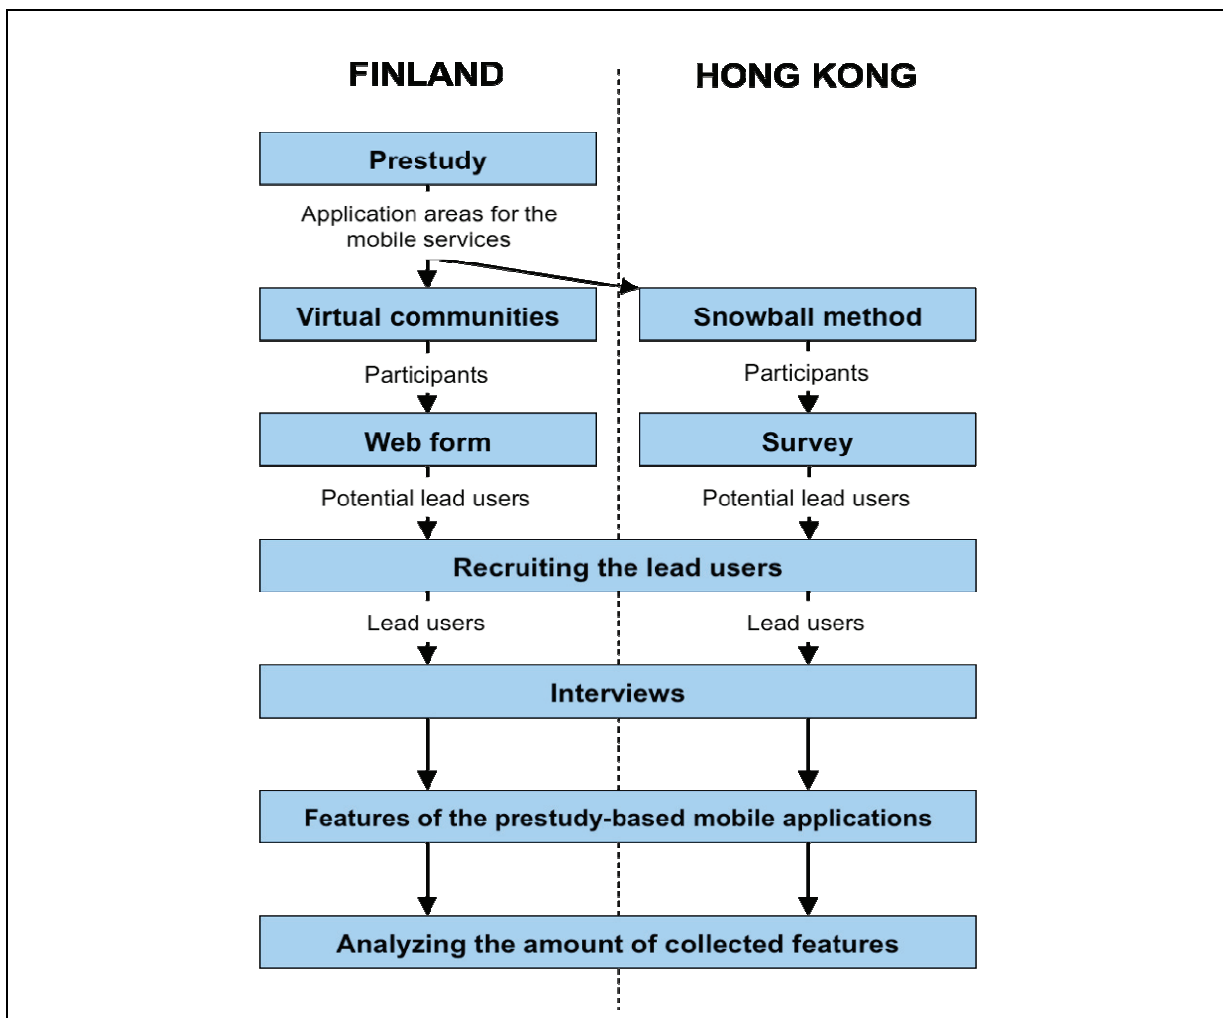 FINLAND
HONG KONG
Prestudy
Application areas for the
mobile services
Virtual communities
Snowball method
Participants
Participants
Web form
Survey
Potential lead users
Potential lead users
Recruiting the lead users
Lead users
Lead users
Interviews
Features of the prestudy-based mobile applications
Analyzing the amount of collected features